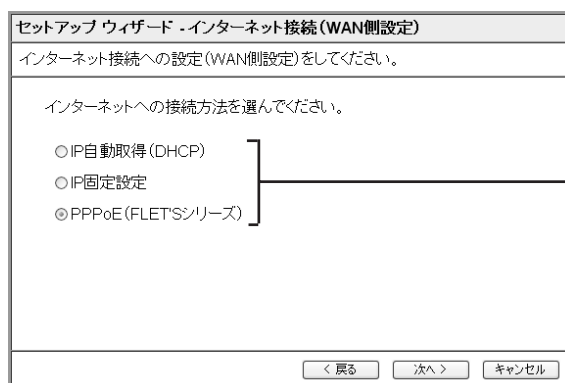 セットアップ ウィザード - インターネット接続(WAN側設定)
インターネット接続への設定(WAN側設定)をしてください。
インターネットへの接続方法を選んでください。
IP自動取得(DHCP)
IP固定設定
PPPoE(FLET'Sシリーズ)
< 戻る 次へ > キャンセル